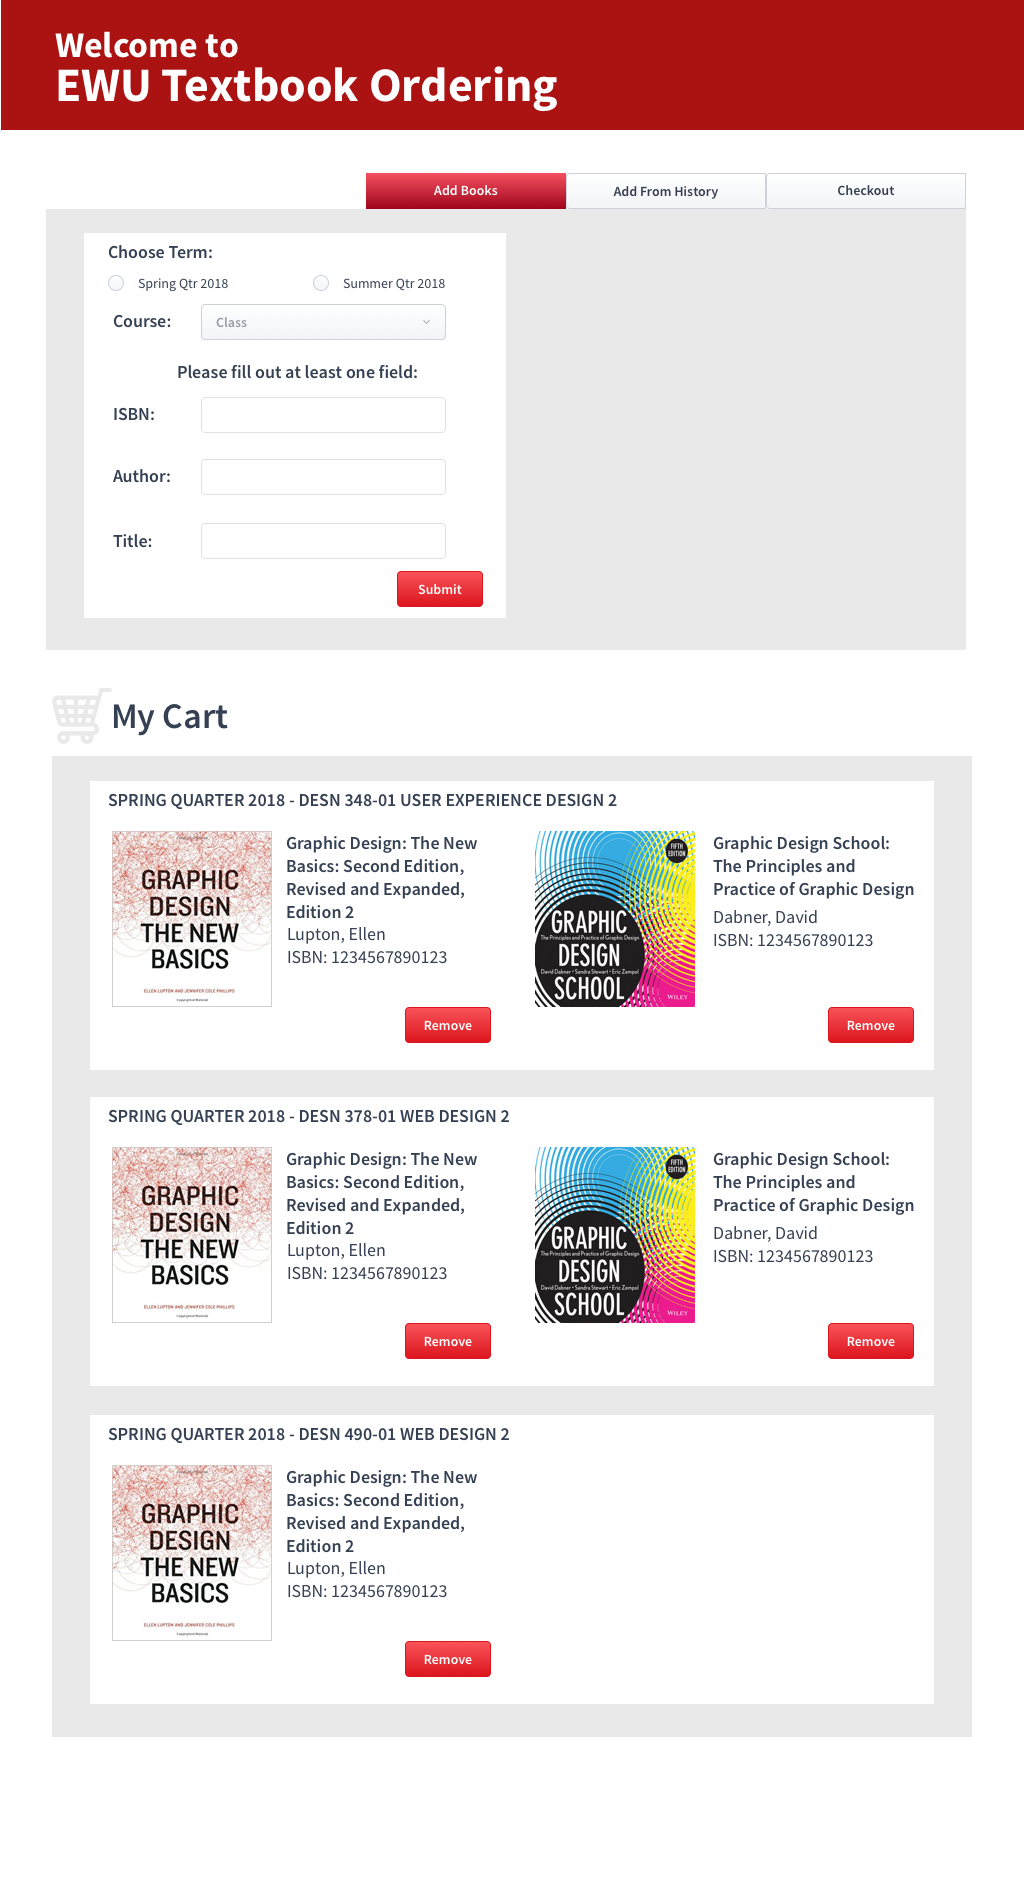 Welcome to
EWU Textbook Ordering
Add Books
Add From History
Checkout
Choose Term:
Spring Qtr 2018
Summer Qtr 2018
Course:
Class
Please fill out at least one field:
ISBN:
Author:
Title:
Submit
My Cart
SPRING QUARTER 2018 - DESN 348-01 USER EXPERIENCE DESIGN 2
GRAPHIC
DESIGN
THE NEW
BASICS
ELLEN LUPTON AND JENNIFER COLE PHILLIPS
Copyrighted Material
Graphic Design: The New
Basics: Second Edition,
Revised and Expanded,
Edition 2
Lupton, Ellen
ISBN: 1234567890123
Remove
FIFTH
EDITION
GRAPHIC
The Principles and Practice of Graphic Design
DESIGN
David Dabner • Sandra Stewart • Eric Zempol
SCHOOL
WILEY
Graphic Design School:
The Principles and
Practice of Graphic Design
Dabner, David
ISBN: 1234567890123
Remove
SPRING QUARTER 2018 - DESN 378-01 WEB DESIGN 2
GRAPHIC
DESIGN
THE NEW
BASICS
ELLEN LUPTON AND JENNIFER COLE PHILLIPS
Copyrighted Material
Graphic Design: The New
Basics: Second Edition,
Revised and Expanded,
Edition 2
Lupton, Ellen
ISBN: 1234567890123
Remove
FIFTH
EDITION
GRAPHIC
The Principles and Practice of Graphic Design
DESIGN
David Dabner • Sandra Stewart • Eric Zempol
SCHOOL
WILEY
Graphic Design School:
The Principles and
Practice of Graphic Design
Dabner, David
ISBN: 1234567890123
Remove
SPRING QUARTER 2018 - DESN 490-01 WEB DESIGN 2
GRAPHIC
DESIGN
THE NEW
BASICS
ELLEN LUPTON AND JENNIFER COLE PHILLIPS
Copyrighted Material
Graphic Design: The New
Basics: Second Edition,
Revised and Expanded,
Edition 2
Lupton, Ellen
ISBN: 1234567890123
Remove